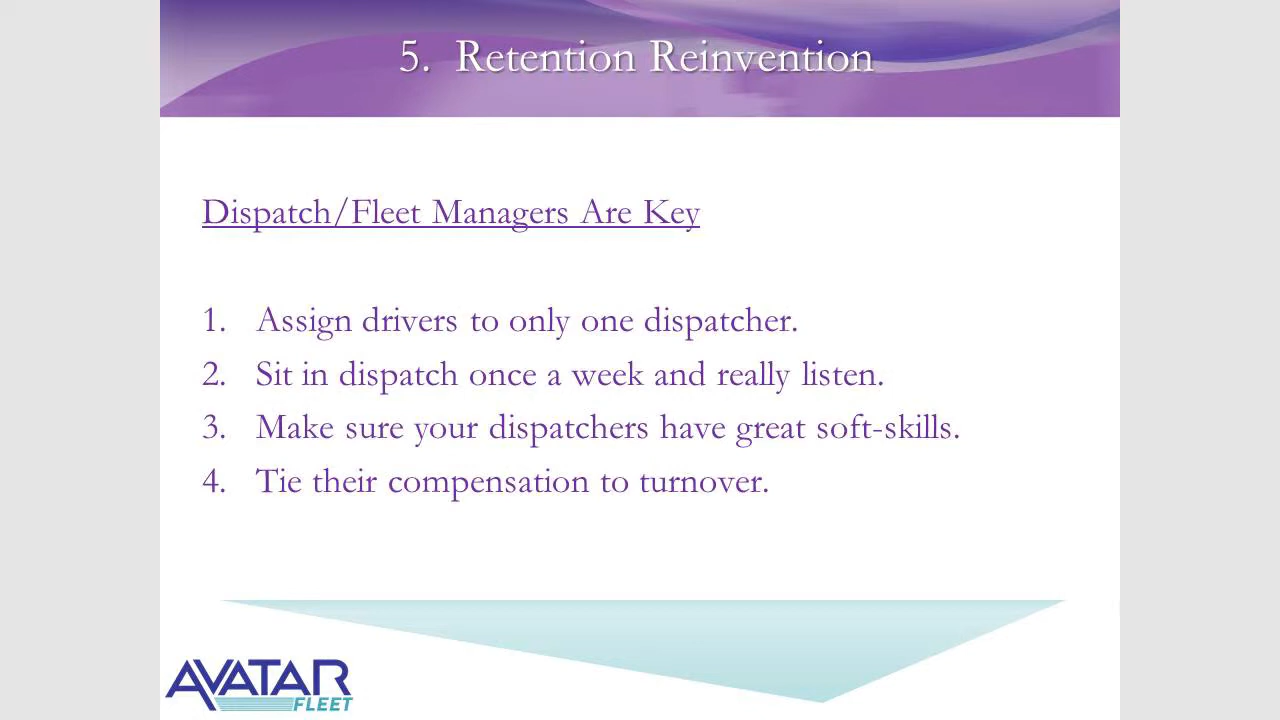 5. Retention Reinvention
Dispatch/Fleet Managers Are Key
1. Assign drivers to only one dispatcher.
2. Sit in dispatch once a week and really listen.
3. Make sure your dispatchers have great soft-skills.
4. Tie their compensation to turnover.
AVATAR
FLEET